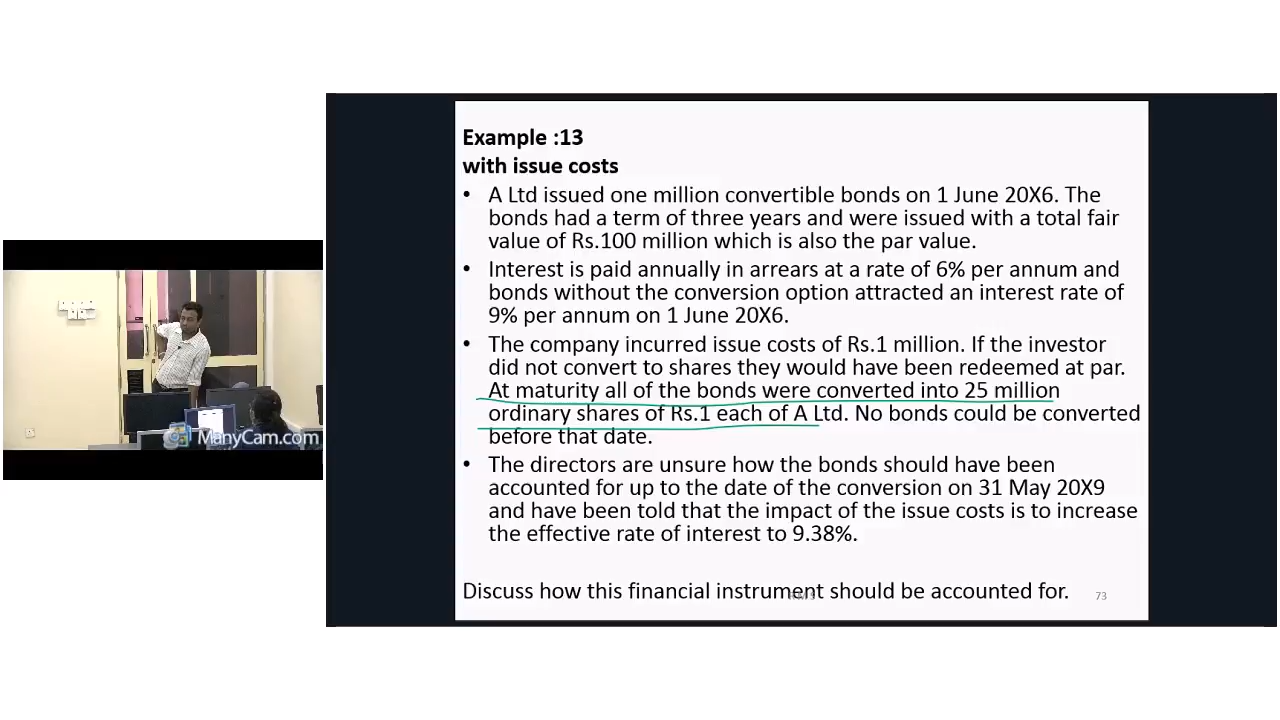 Example :13
with issue costs
• A Ltd issued one million convertible bonds on 1 June 20X6. The
bonds had a term of three years and were issued with a total fair
value of Rs.100 million which is also the par value.
• Interest is paid annually in arrears at a rate of 6% per annum and
bonds without the conversion option attracted an interest rate of
9% per annum on 1 June 20X6.
• The company incurred issue costs of Rs.1 million. If the investor
did not convert to shares they would have been redeemed at par.
At maturity all of the bonds were converted into 25 million
ordinary shares of Rs.1 each of A Ltd. No bonds could be converted
before that date.
• The directors are unsure how the bonds should have been
accounted for up to the date of the conversion on 31 May 20X9
and have been told that the impact of the issue costs is to increase
the effective rate of interest to 9.38%.
Discuss how this financial instrument should be accounted for.
73
ManyCam.com